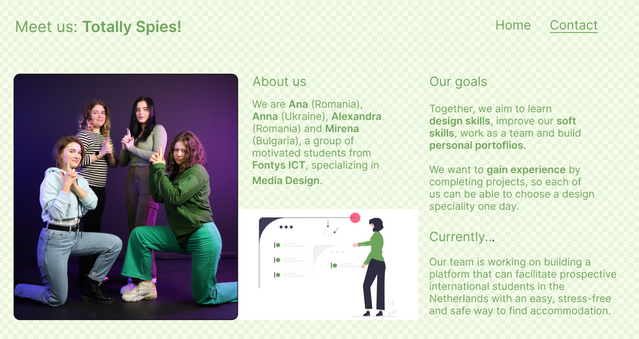 Meet us: Totally Spies!
Home
Contact
About us
We are Ana (Romania),
Anna (Ukraine), Alexandra
(Romania) and Mirena
(Bulgaria), a group of
motivated students from
Fontys ICT, specializing in
Media Design.
Our goals
Together, we aim to learn
design skills, improve our soft
skills, work as a team and build
personal portoflios.
We want to gain experience by
completing projects, so each of
us can be able to choose a design
speciality one day.
Currently...
Our team is working on building a
platform that can facilitate prospective
international students in the
Netherlands with an easy, stress-free
and safe way to find accommodation.